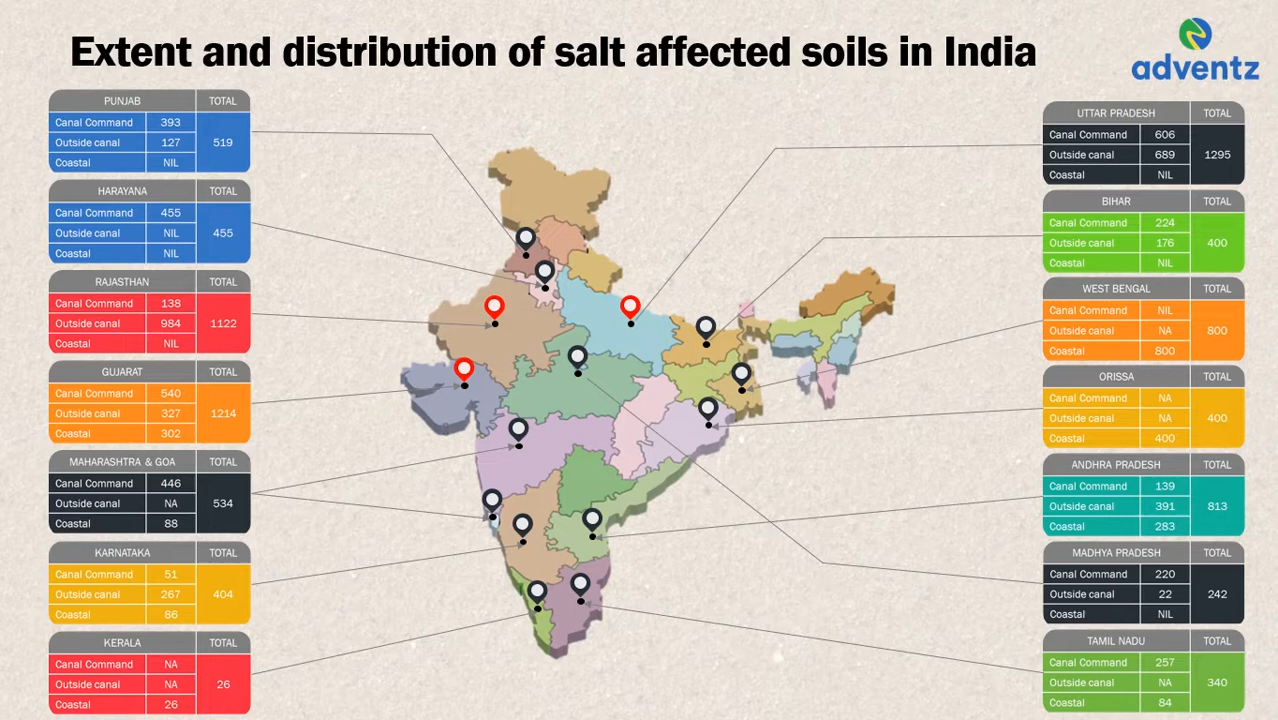 Extent and distribution of salt affected soils in India
adventz
PUNJAB TOTAL
Canal Command 393
Outside canal 127 519
Coastal NIL
HARAYANA TOTAL
Canal Command 455
Outside canal NIL 455
Coastal NIL
RAJASTHAN TOTAL
Canal Command 138
Outside canal 984 1122
Coastal NIL
GUJARAT TOTAL
Canal Command 540
Outside canal 327 1214
Coastal 302
MAHARASHTRA & GOA TOTAL
Canal Command 446
Outside canal NA 534
Coastal 88
KARNATAKA TOTAL
Canal Command 51
Outside canal 267 404
Coastal 86
KERALA TOTAL
Canal Command NA
Outside canal NA 26
Coastal 26
UTTAR PRADESH TOTAL
Canal Command 606
Outside canal 689 1295
Coastal NIL
BIHAR TOTAL
Canal Command 224
Outside canal 176 400
Coastal NIL
WEST BENGAL TOTAL
Canal Command NIL
Outside canal NA 800
Coastal 800
ORISSA TOTAL
Canal Command NA
Outside canal NA 400
Coastal 400
ANDHRA PRADESH TOTAL
Canal Command 139
Outside canal 391 813
Coastal 283
MADHYA PRADESH TOTAL
Canal Command 220
Outside canal 22 242
Coastal NIL
TAMIL NADU TOTAL
Canal Command 257
Outside canal NA 340
Coastal 84